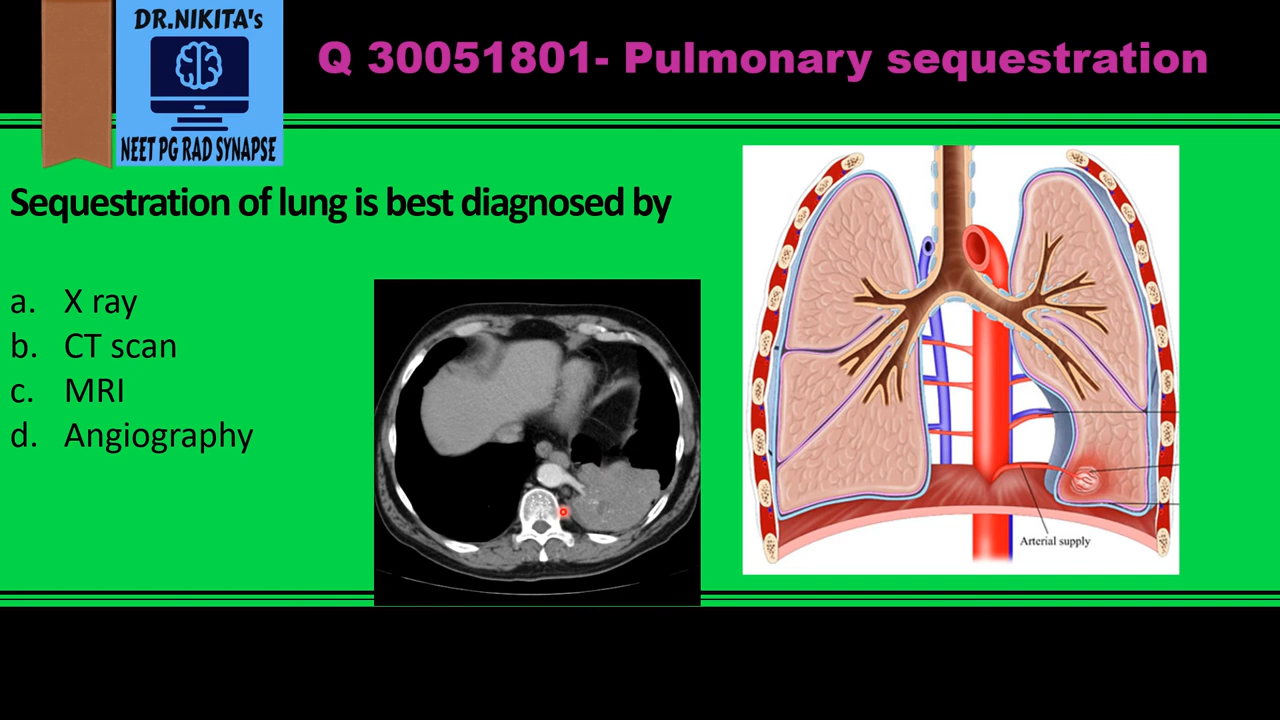 DR.NIKITA's
NEET PG RAD SYNAPSE
Q 30051801- Pulmonary sequestration
Sequestration of lung is best diagnosed by
a. X ray
b. CT scan
c. MRI
d. Angiography
Arterial supply